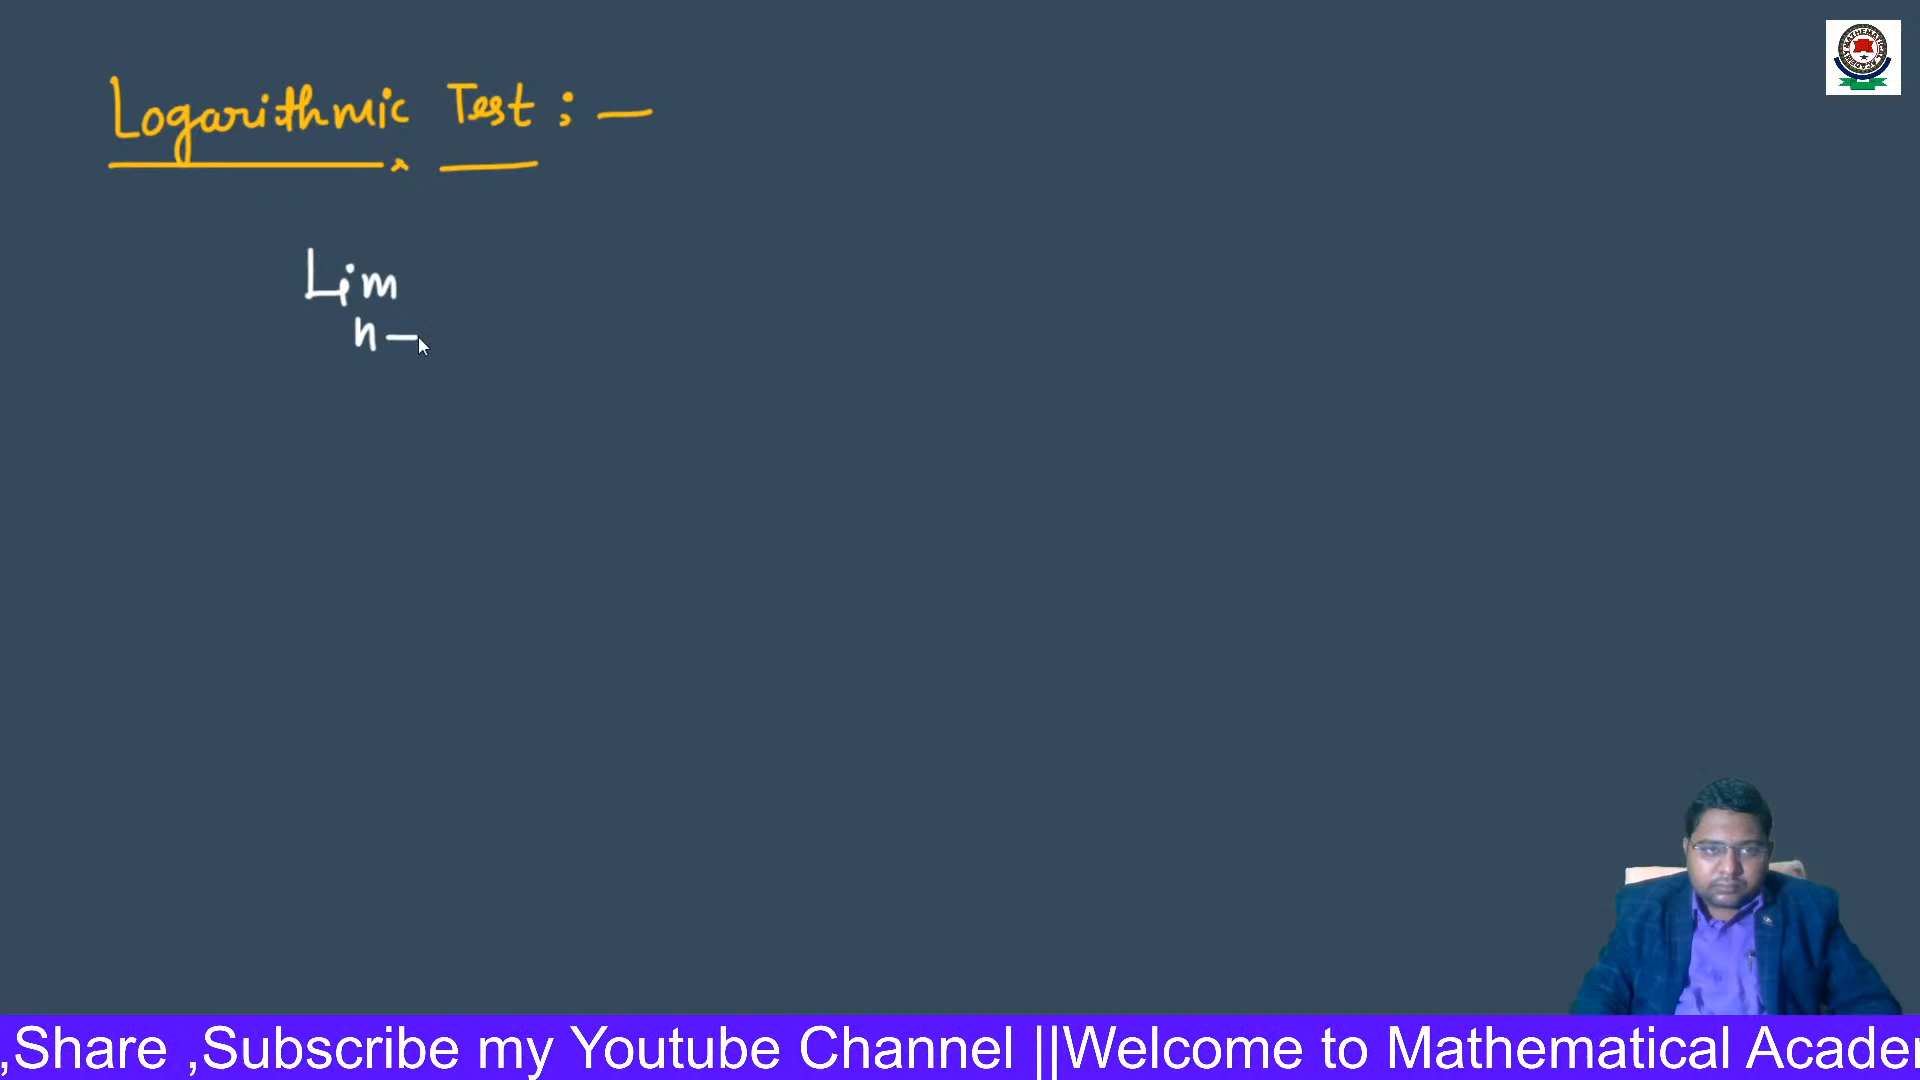 Logarithmic Test : —
Lim
n —
,Share ,Subscribe my Youtube Channel ||Welcome to Mathematical Acade